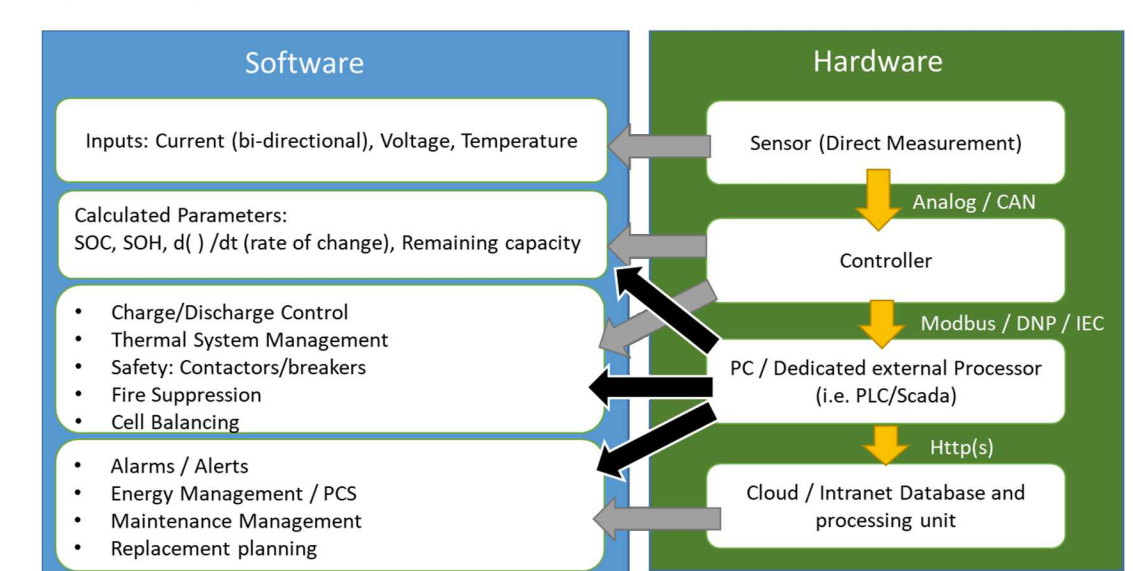 Software
Inputs: Current (bi-directional), Voltage, Temperature
Calculated Parameters:
SOC, SOH, d( ) /dt (rate of change), Remaining capacity
• Charge/Discharge Control
• Thermal System Management
• Safety: Contactors/breakers
• Fire Suppression
• Cell Balancing
• Alarms / Alerts
• Energy Management / PCS
• Maintenance Management
• Replacement planning
Hardware
Sensor (Direct Measurement)
Analog / CAN
Controller
Modbus / DNP / IEC
PC / Dedicated external Processor
(i.e. PLC/Scada)
Http(s)
Cloud / Intranet Database and
processing unit